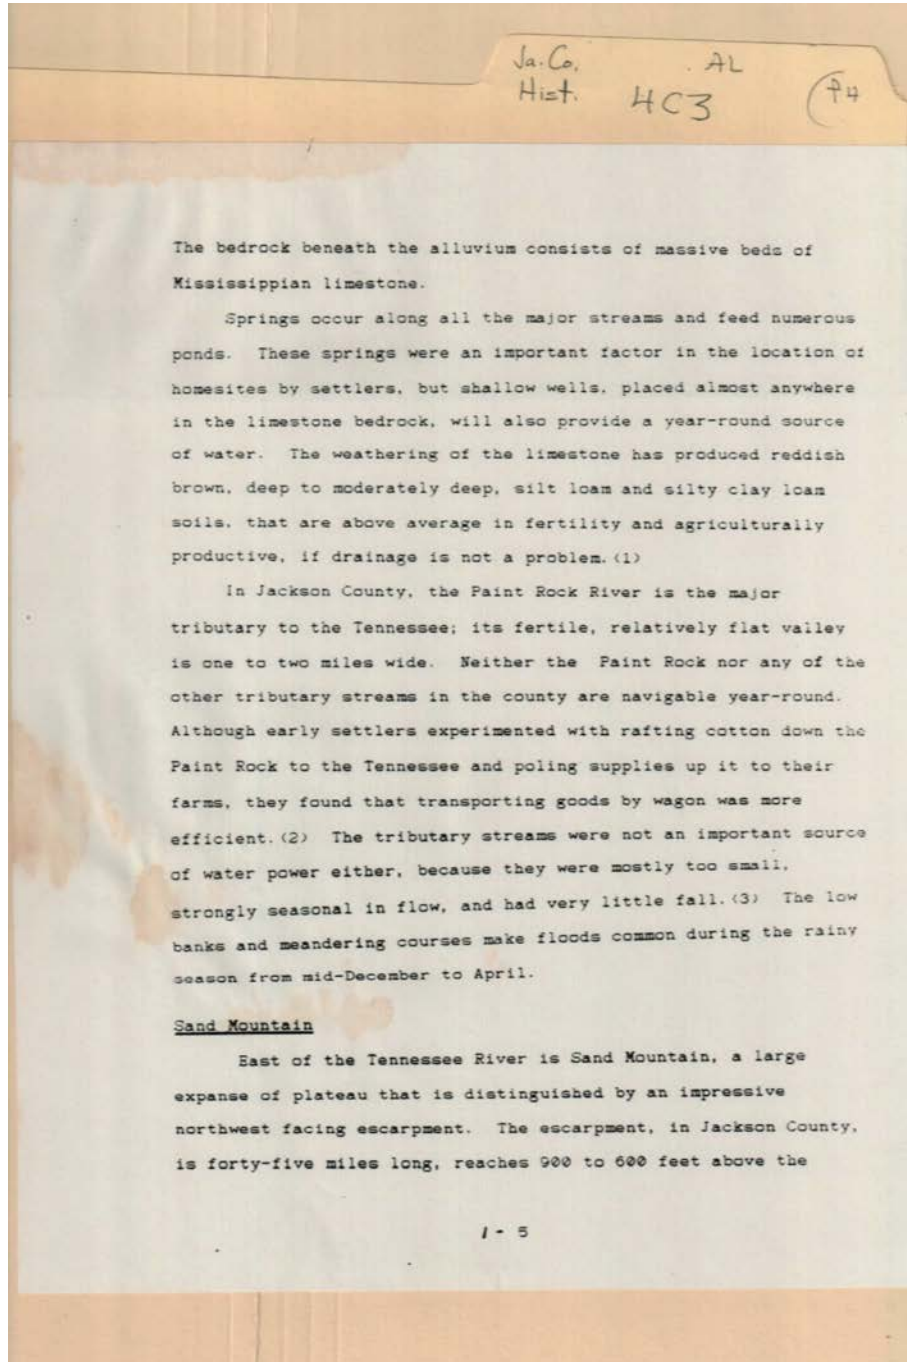 Ja.Co. . AL
Hist. 4C3 P4
The bedrock beneath the alluvium consists of massive beds of
Mississippian limestone.
Springs occur along all the major streams and feed numerous
ponds. These springs were an important factor in the location of
homesites by settlers, but shallow wells, placed almost anywhere
in the limestone bedrock, will also provide a year-round source
of water. The weathering of the limestone has produced reddish
brown, deep to moderately deep, silt loam and silty clay loam
soils, that are above average in fertility and agriculturally
productive, if drainage is not a problem.(1)
In Jackson County, the Paint Rock River is the major
tributary to the Tennessee; its fertile, relatively flat valley
is one to two miles wide. Neither the Paint Rock nor any of the
other tributary streams in the county are navigable year-round.
Although early settlers experimented with rafting cotton down the
Paint Rock to the Tennessee and poling supplies up it to their
farms, they found that transporting goods by wagon was more
efficient.(2) The tributary streams were not an important source
of water power either, because they were mostly too small,
strongly seasonal in flow, and had very little fall.(3) The low
banks and meandering courses make floods common during the rainy
season from mid-December to April.
Sand Mountain
East of the Tennessee River is Sand Mountain, a large
expanse of plateau that is distinguished by an impressive
northwest facing escarpment. The escarpment, in Jackson County,
is forty-five miles long, reaches 900 to 600 feet above the
1 - 5